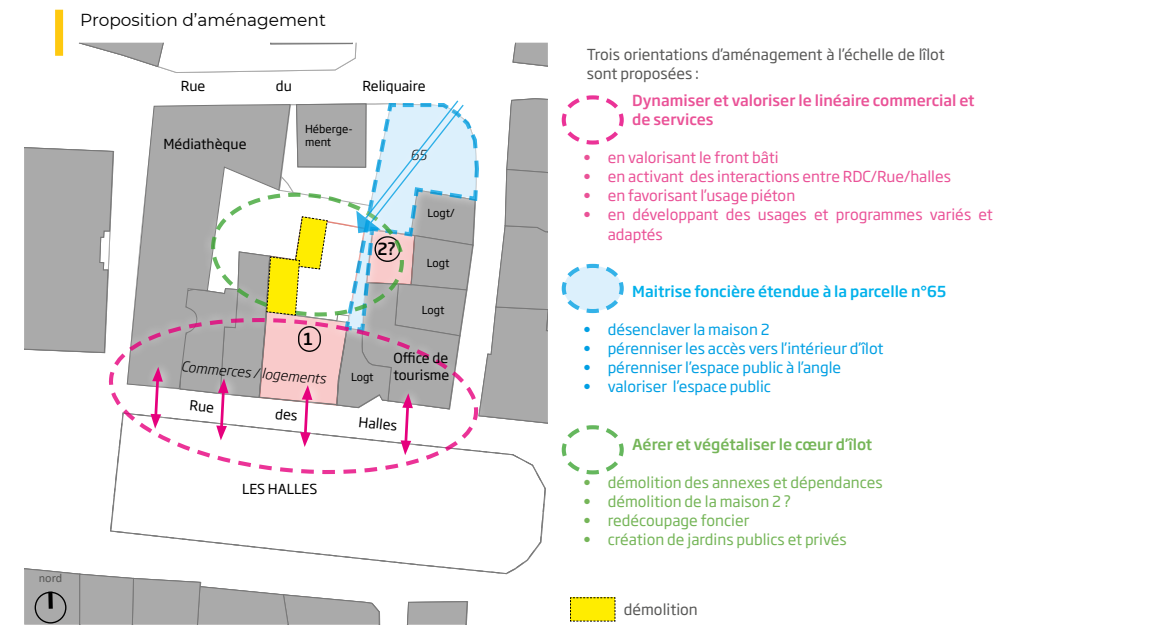 Proposition d’aménagement
Rue du Reliquaire
Médiathèque
Héberge-
ment
65
Logt/
2?
Logt
Logt
1
Commerces / logements
Logt
Office de
tourisme
Rue des Halles
LES HALLES
nord
Trois orientations d'aménagement à l'échelle de lîlot
sont proposées :
Dynamiser et valoriser le linéaire commercial et
de services
• en valorisant le front bâti
• en activant des interactions entre RDC/Rue/halles
• en favorisant l'usage piéton
• en développant des usages et programmes variés et
adaptés
Maitrise foncière étendue à la parcelle n°65
• désenclaver la maison 2
• pérenniser les accès vers l'intérieur d'îlot
• pérenniser l'espace public à l'angle
• valoriser l'espace public
Aérer et végétaliser le cœur d'îlot
• démolition des annexes et dépendances
• démolition de la maison 2 ?
• redécoupage foncier
• création de jardins publics et privés
démolition